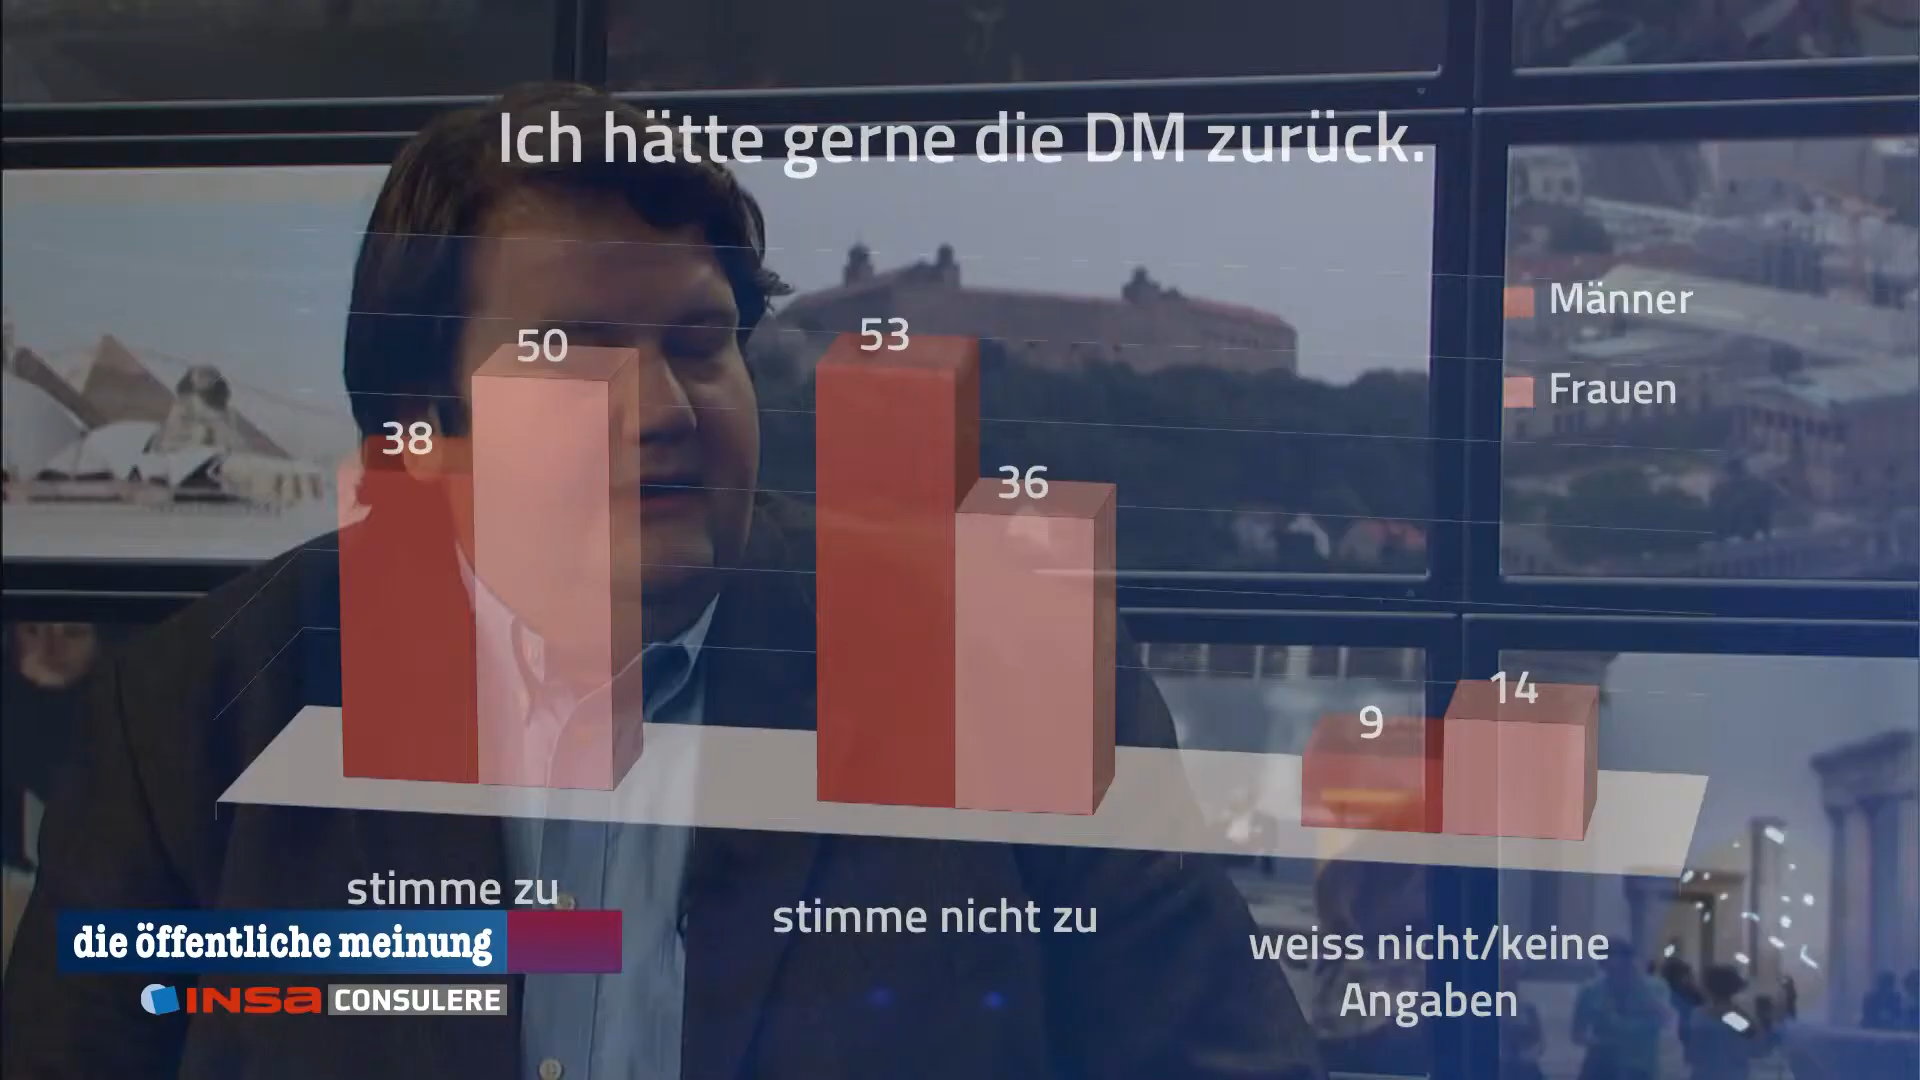 Ich hätte gerne die DM zurück.
Männer
Frauen
50
53
38
36
14
9
stimme zu
stimme nicht zu
weiss nicht/keine
Angaben
die öffentliche meinung
INSA CONSULERE